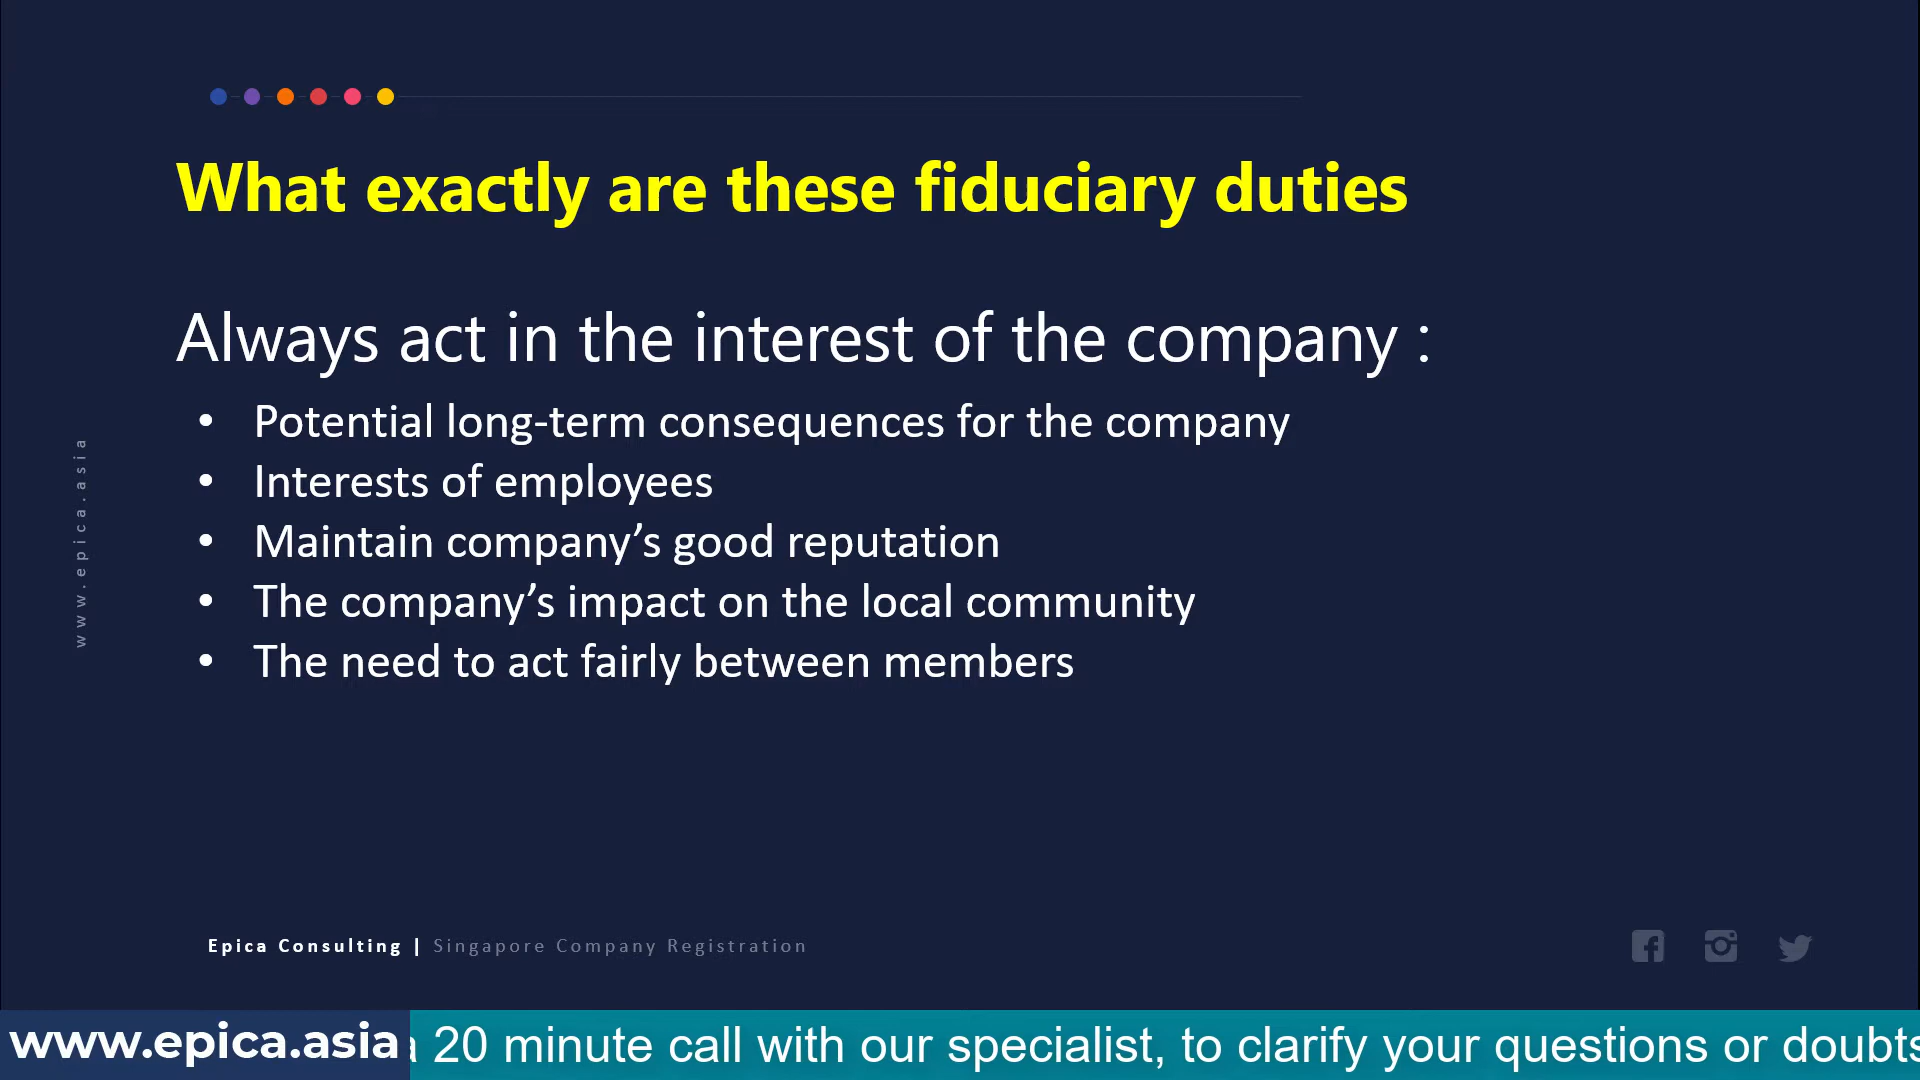 What exactly are these fiduciary duties
Always act in the interest of the company :
• Potential long-term consequences for the company
• Interests of employees
• Maintain company’s good reputation
• The company’s impact on the local community
• The need to act fairly between members
www.epica.asia
Epica Consulting | Singapore Company Registration
www.epica.asia
20 minute call with our specialist, to clarify your questions or doubts